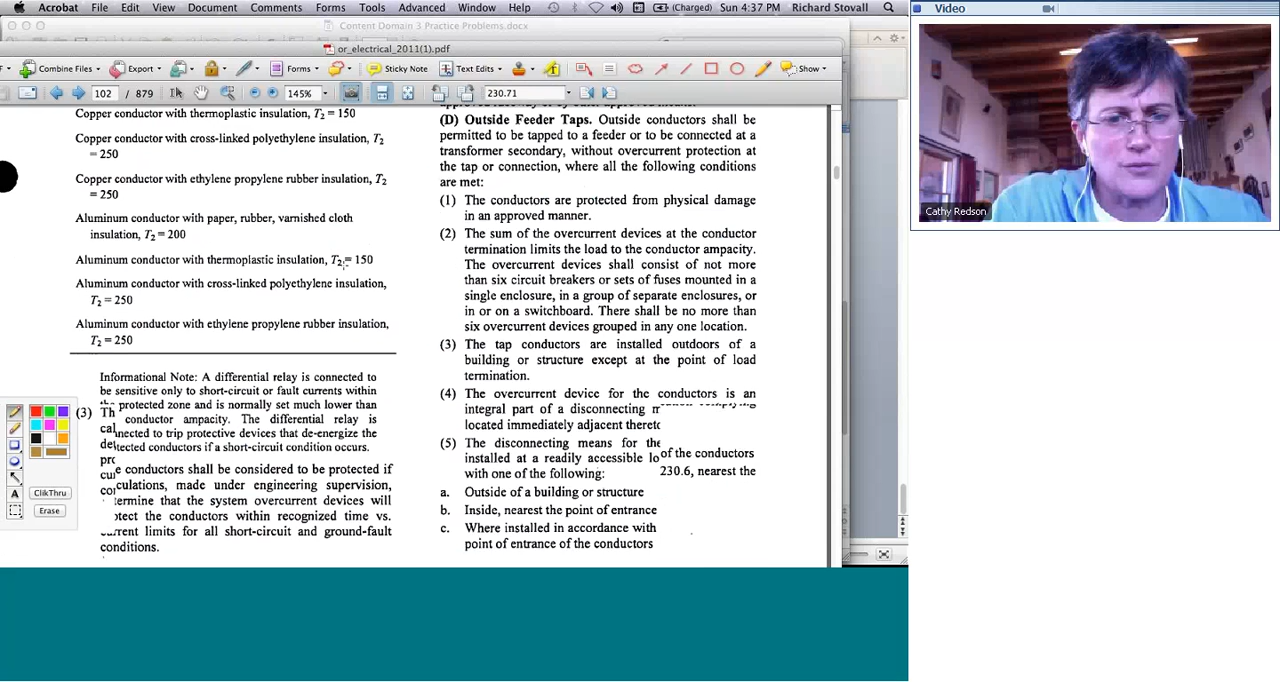 Acrobat File Edit View Document Comments Forms Tools Advanced Window Help (Charged) Sun 4:37 PM Richard Stovall
Content Domain 3 Practice Problems.docx
or_electrical_2011(1).pdf
Combine Files Export Forms Sticky Note Text Edits Show
102 / 879 145% 230.71
Copper conductor with thermoplastic insulation, T2 = 150
Copper conductor with cross-linked polyethylene insulation, T2
= 250
Copper conductor with ethylene propylene rubber insulation, T2
= 250
Aluminum conductor with paper, rubber, varnished cloth
insulation, T2 = 200
Aluminum conductor with thermoplastic insulation, T2 = 150
Aluminum conductor with cross-linked polyethylene insulation,
T2 = 250
Aluminum conductor with ethylene propylene rubber insulation,
T2 = 250
Informational Note: A differential relay is connected to
be sensitive only to short-circuit or fault currents within
protected zone and is normally set much lower than
(3) Th conductor ampacity. The differential relay is
cal nnected to trip protective devices that de-energize the
tected conductors if a short-circuit condition occurs.
e conductors shall be considered to be protected if
culations, made under engineering supervision,
termine that the system overcurrent devices will
otect the conductors within recognized time vs.
current limits for all short-circuit and ground-fault
conditions.
(D) Outside Feeder Taps. Outside conductors shall be
permitted to be tapped to a feeder or to be connected at a
transformer secondary, without overcurrent protection at
the tap or connection, where all the following conditions
are met:
(1) The conductors are protected from physical damage
in an approved manner.
(2) The sum of the overcurrent devices at the conductor
termination limits the load to the conductor ampacity.
The overcurrent devices shall consist of not more
than six circuit breakers or sets of fuses mounted in a
single enclosure, in a group of separate enclosures, or
in or on a switchboard. There shall be no more than
six overcurrent devices grouped in any one location.
(3) The tap conductors are installed outdoors of a
building or structure except at the point of load
termination.
(4) The overcurrent device for the conductors is an
integral part of a disconnecting
located immediately adjacent
(5) The disconnecting means for the
installed at a readily accessible lo of the conductors
with one of the following: 230.6, nearest the
a. Outside of a building or structure
b. Inside, nearest the point of entrance
c. Where installed in accordance with
point of entrance of the conductors
ClikThru
Erase
Video
Cathy Redson